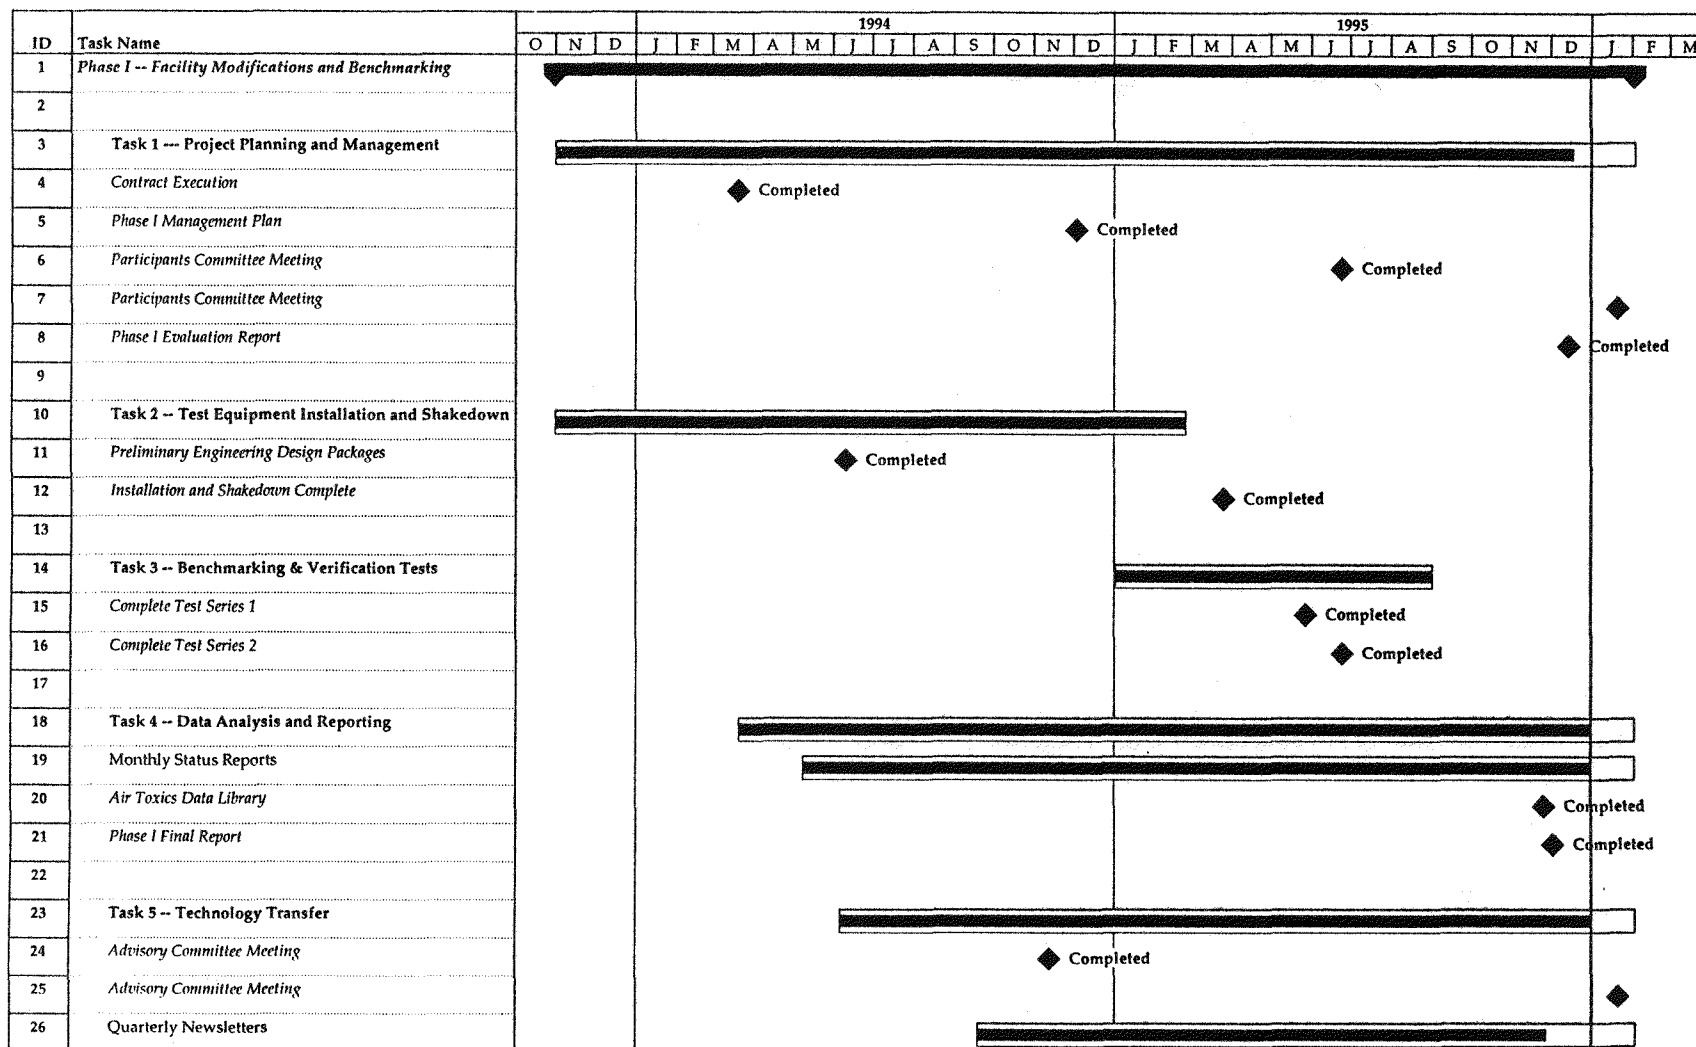 1994 1995
ID Task Name O N D J F M A M J J A S O N D J F M A M J J A S O N D J F M
1 Phase I -- Facility Modifications and Benchmarking
2
3 Task 1 --- Project Planning and Management
4 Contract Execution Completed
5 Phase I Management Plan Completed
6 Participants Committee Meeting Completed
7 Participants Committee Meeting
8 Phase I Evaluation Report Completed
9
10 Task 2 -- Test Equipment Installation and Shakedown
11 Preliminary Engineering Design Packages Completed
12 Installation and Shakedown Complete Completed
13
14 Task 3 -- Benchmarking & Verification Tests
15 Complete Test Series 1 Completed
16 Complete Test Series 2 Completed
17
18 Task 4 -- Data Analysis and Reporting
19 Monthly Status Reports
20 Air Toxics Data Library Completed
21 Phase I Final Report Completed
22
23 Task 5 -- Technology Transfer
24 Advisory Committee Meeting Completed
25 Advisory Committee Meeting
26 Quarterly Newsletters